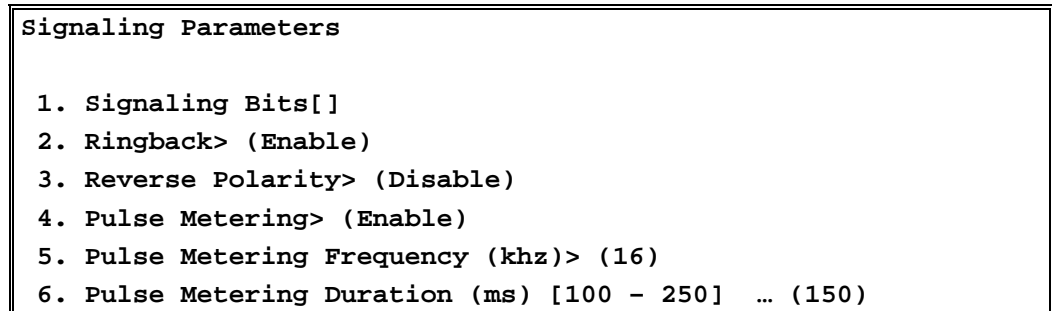 Signaling Parameters
1. Signaling Bits[]
2. Ringback> (Enable)
3. Reverse Polarity> (Disable)
4. Pulse Metering> (Enable)
5. Pulse Metering Frequency (khz)> (16)
6. Pulse Metering Duration (ms) [100 – 250] … (150)